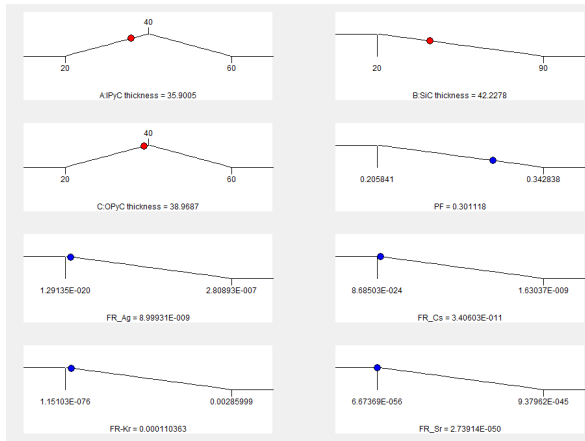 40
20 60
A:IPyC thickness = 35.9005
20 90
B:SiC thickness = 42.2278
40
20 60
C:OPyC thickness = 38.9687
0.205841 0.342838
PF = 0.301118
1.29135E-020 2.80893E-007
FR_Ag = 8.99931E-009
8.68503E-024 1.63037E-009
FR_Cs = 3.40603E-011
1.15103E-076 0.00285999
FR-Kr = 0.000110363
6.67369E-056 9.37962E-045
FR_Sr = 2.73914E-050